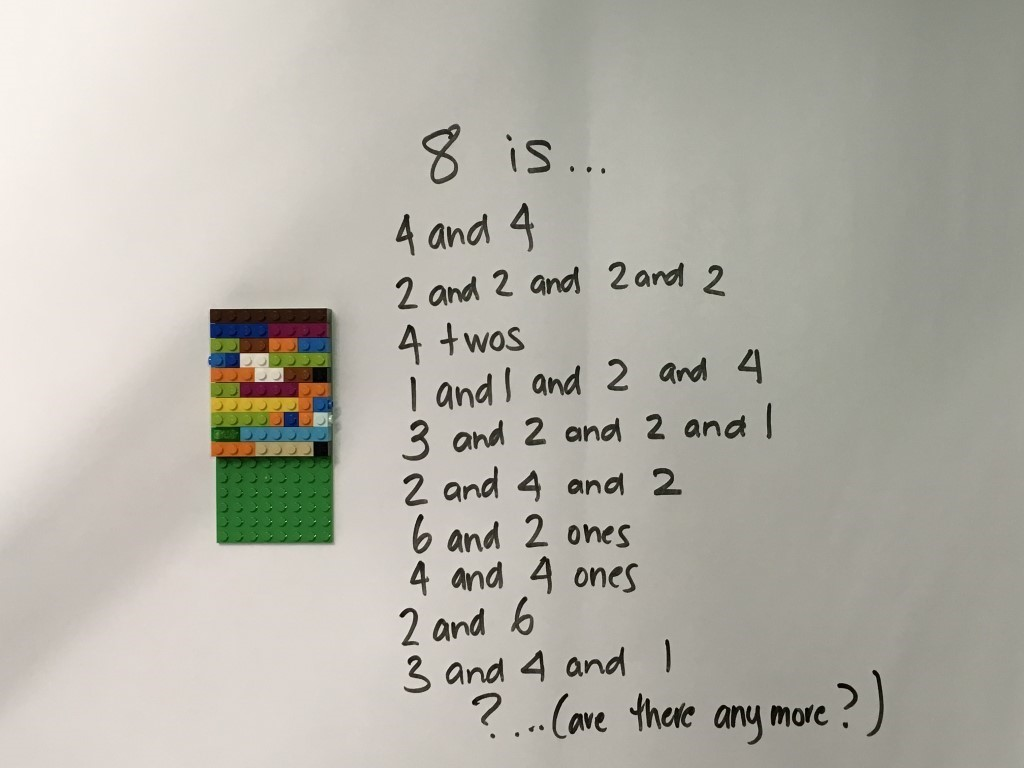 8 is...
4 and 4
2 and 2 and 2 and 2
4 twos
1 and 1 and 2 and 4
3 and 2 and 2 and 1
2 and 4 and 2
6 and 2 ones
4 and 4 ones
2 and 6
3 and 4 and 1
?...(are there anymore?)